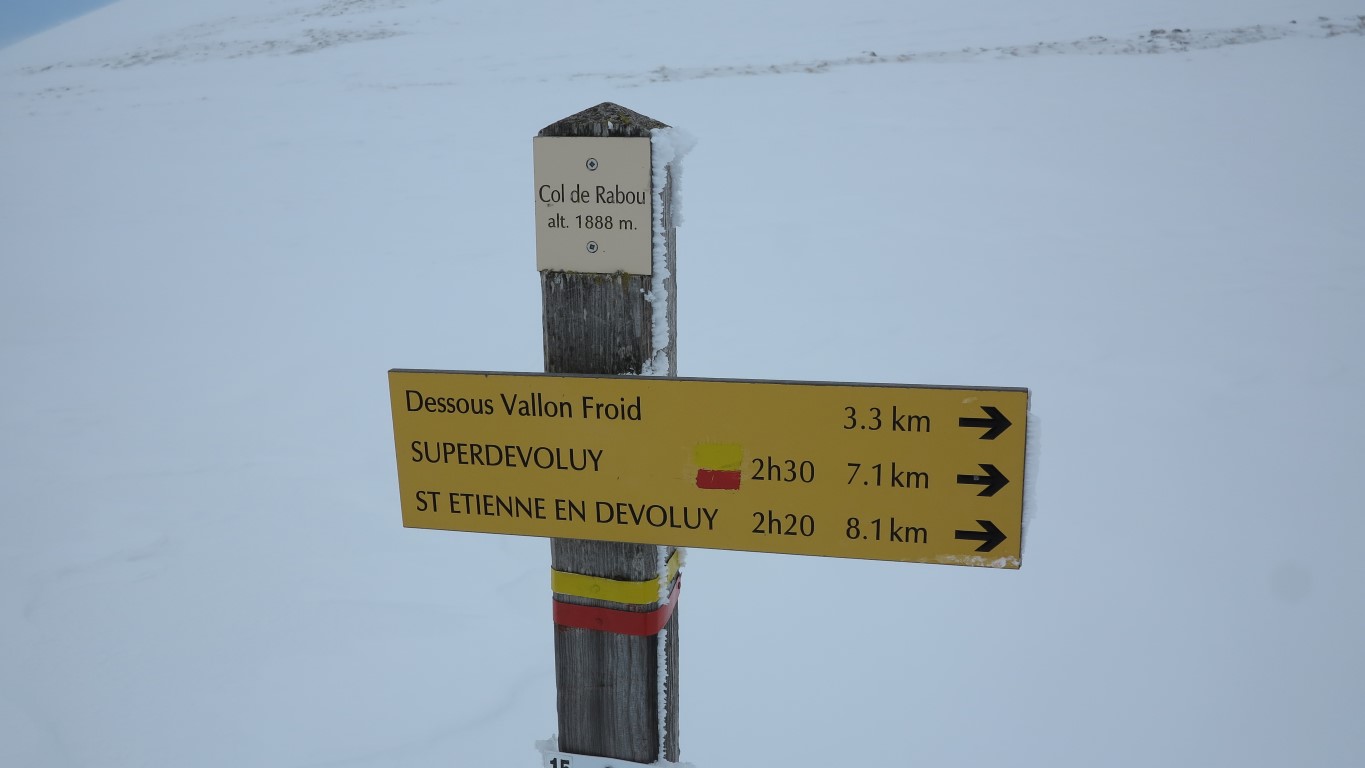 Col de Rabou
alt. 1888 m.
Dessous Vallon Froid 3.3 km
SUPERDEVOLUY 2h30 7.1 km
ST ETIENNE EN DEVOLUY 2h20 8.1 km
15